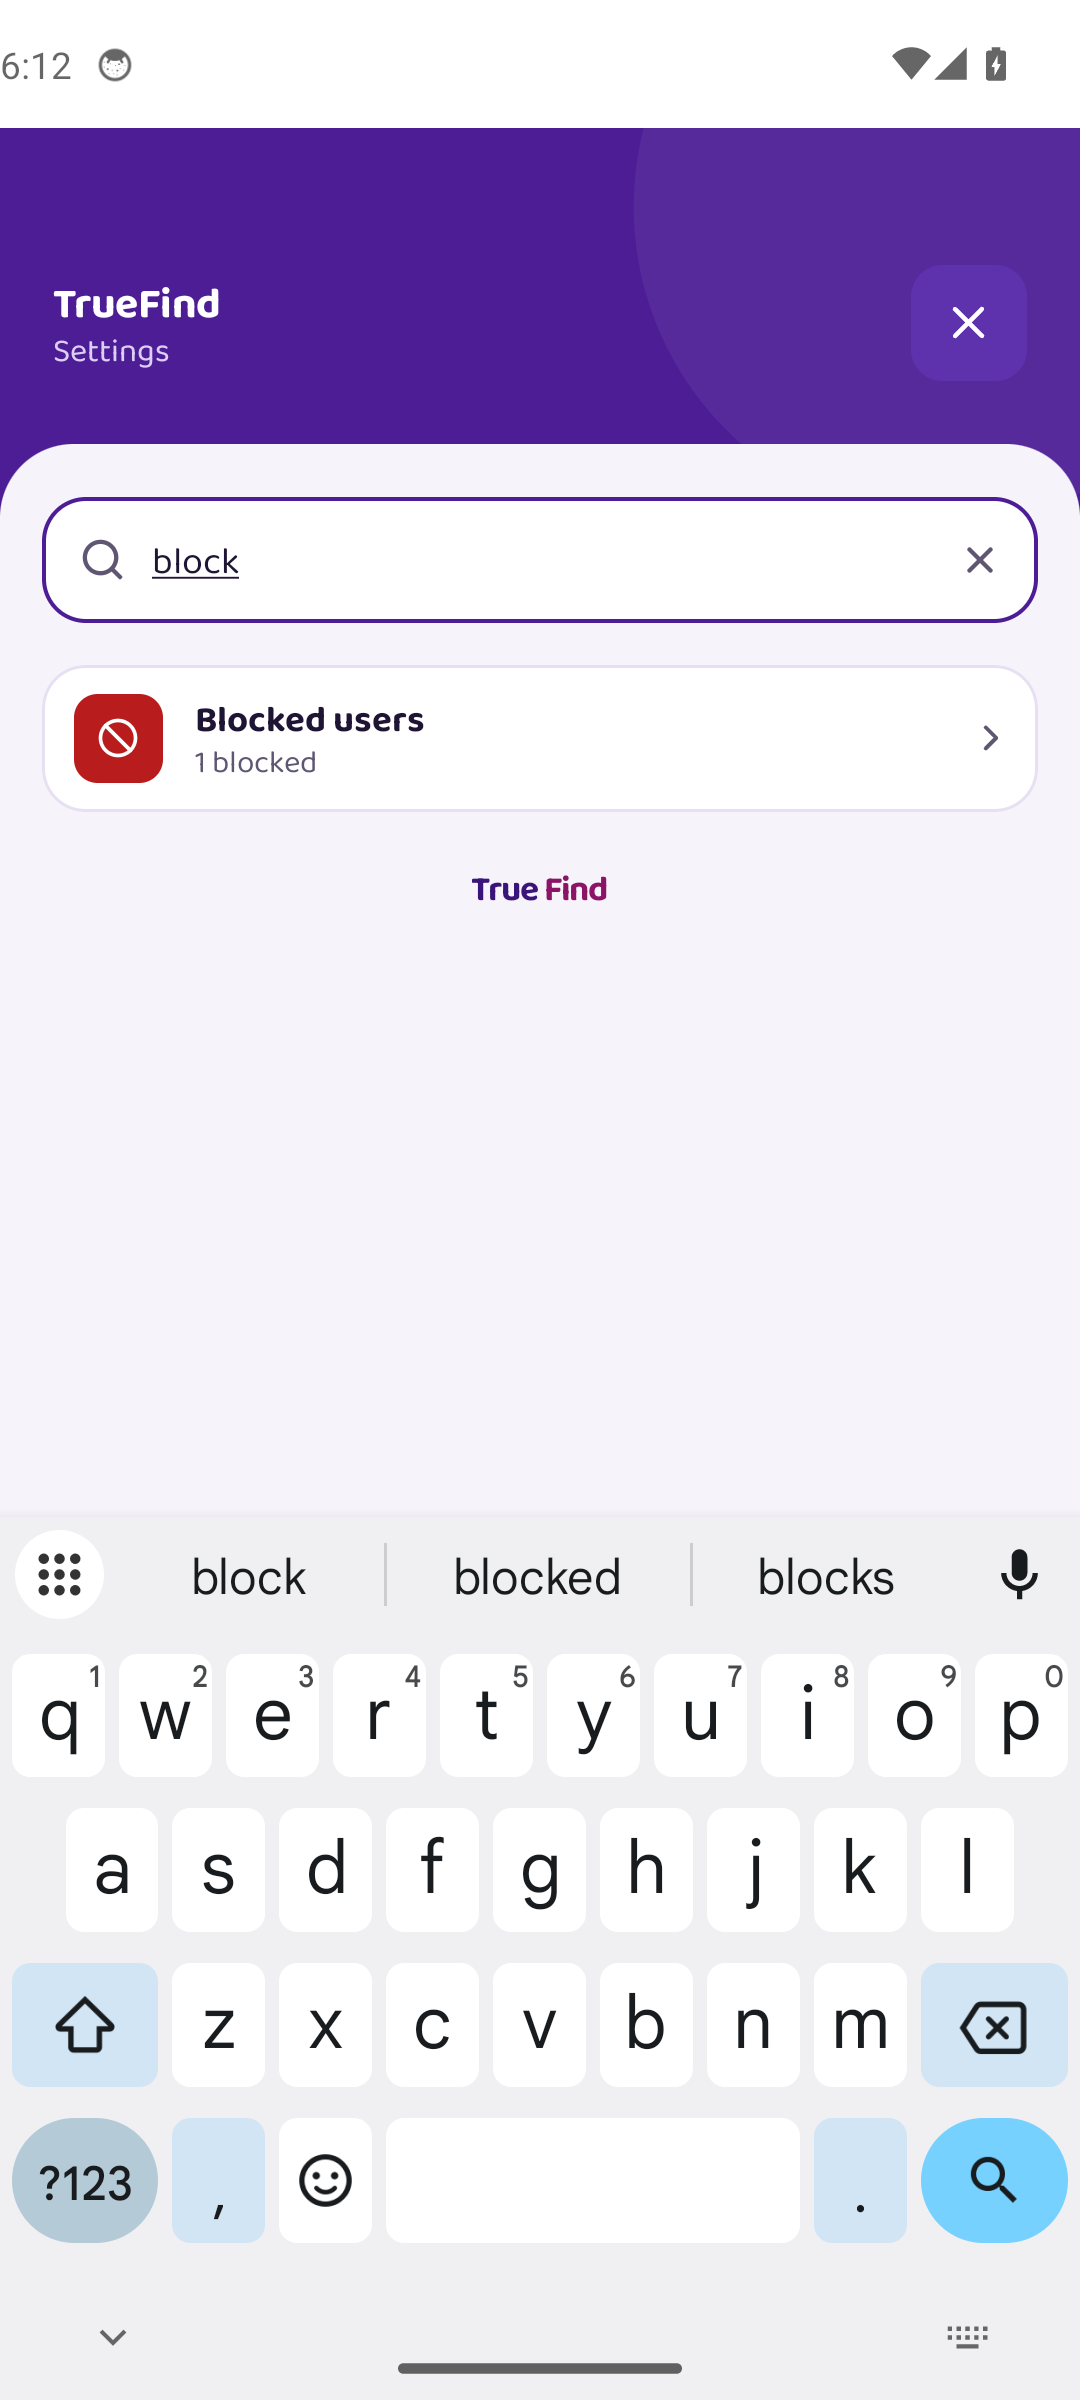 6:12
TrueFind
Settings
block
Blocked users
1 blocked
True Find
block blocked blocks
q 1 w 2 e 3 r 4 t 5 y 6 u 7 i 8 o 9 p 0
a s d f g h j k l
z x c v b n m
?123 , .